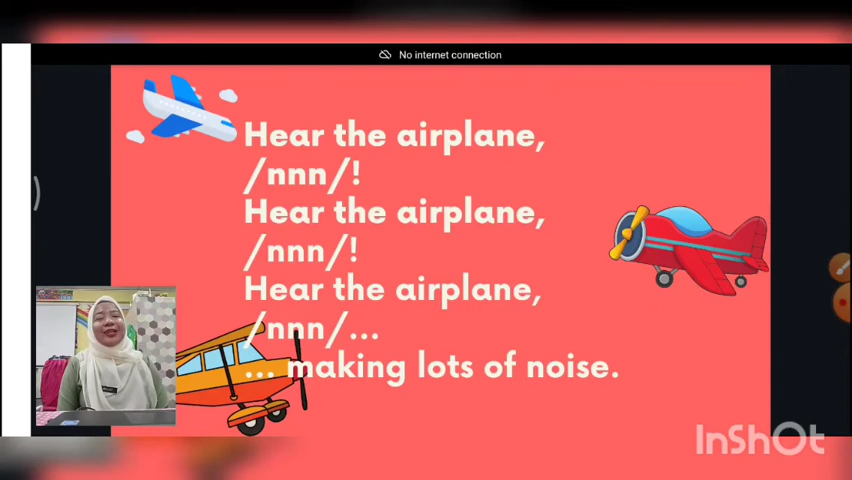 No internet connection
Hear the airplane,
/nnn/!
Hear the airplane,
/nnn/!
Hear the airplane,
/nnn/...
... making lots of noise.
InShOt